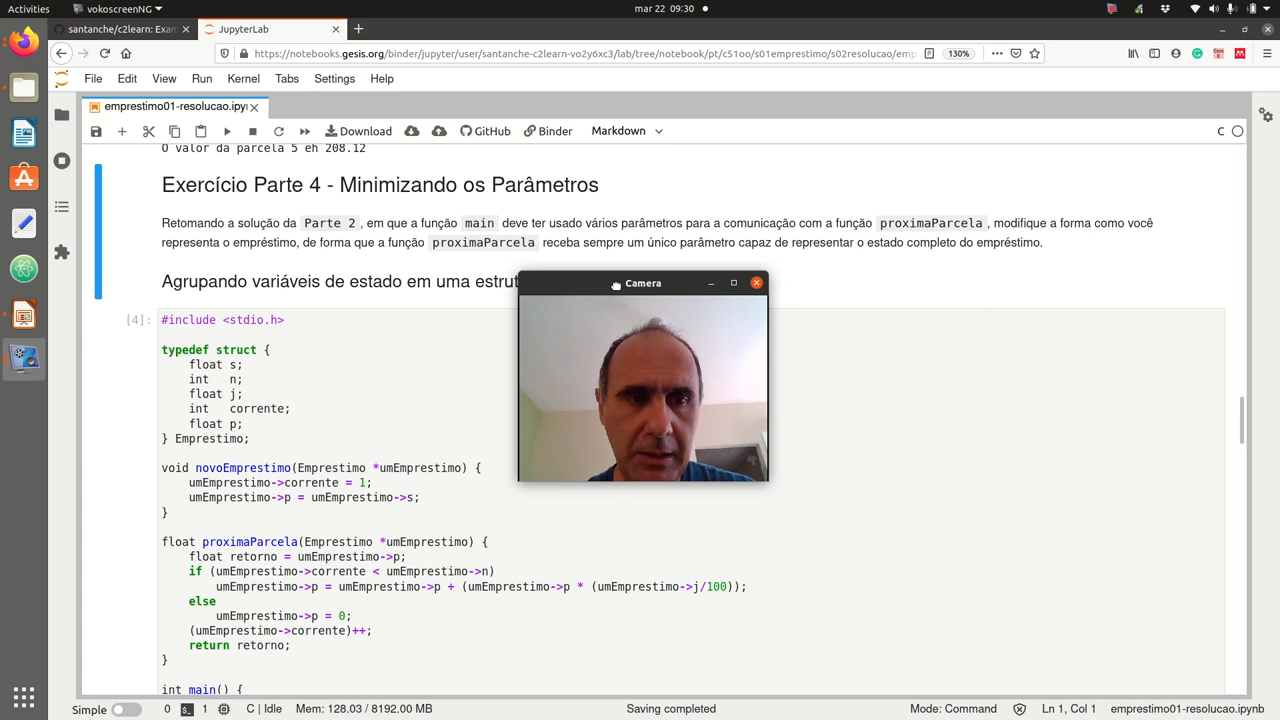 Activities
vokoscreenNG
mar 22 09:30
santanche/c2learn: Exam
JupyterLab
https://notebooks.gesis.org/binder/jupyter/user/santanche-c2learn-vo2y6xc3/lab/tree/notebook/pt/c51oo/s01emprestimo/s02resolucao/emp
130%
File Edit View Run Kernel Tabs Settings Help
emprestimo01-resolucao.ipyn
Download GitHub Binder Markdown C
O valor da parcela 5 eh 208.12
Exercício Parte 4 - Minimizando os Parâmetros
Retomando a solução da Parte 2, em que a função main deve ter usado vários parâmetros para a comunicação com a função proximaParcela, modifique a forma como você
representa o empréstimo, de forma que a função proximaParcela receba sempre um único parâmetro capaz de representar o estado completo do empréstimo.
Agrupando variáveis de estado em uma estrut
Camera
[4]: #include <stdio.h>
typedef struct {
float s;
int n;
float j;
int corrente;
float p;
} Emprestimo;
void novoEmprestimo(Emprestimo *umEmprestimo) {
umEmprestimo->corrente = 1;
umEmprestimo->p = umEmprestimo->s;
}
float proximaParcela(Emprestimo *umEmprestimo) {
float retorno = umEmprestimo->p;
if (umEmprestimo->corrente < umEmprestimo->n)
umEmprestimo->p = umEmprestimo->p + (umEmprestimo->p * (umEmprestimo->j/100));
else
umEmprestimo->p = 0;
(umEmprestimo->corrente)++;
return retorno;
}
int main() {
Simple 0 1 C | Idle Mem: 128.03 / 8192.00 MB Saving completed Mode: Command Ln 1, Col 1 emprestimo01-resolucao.ipynb